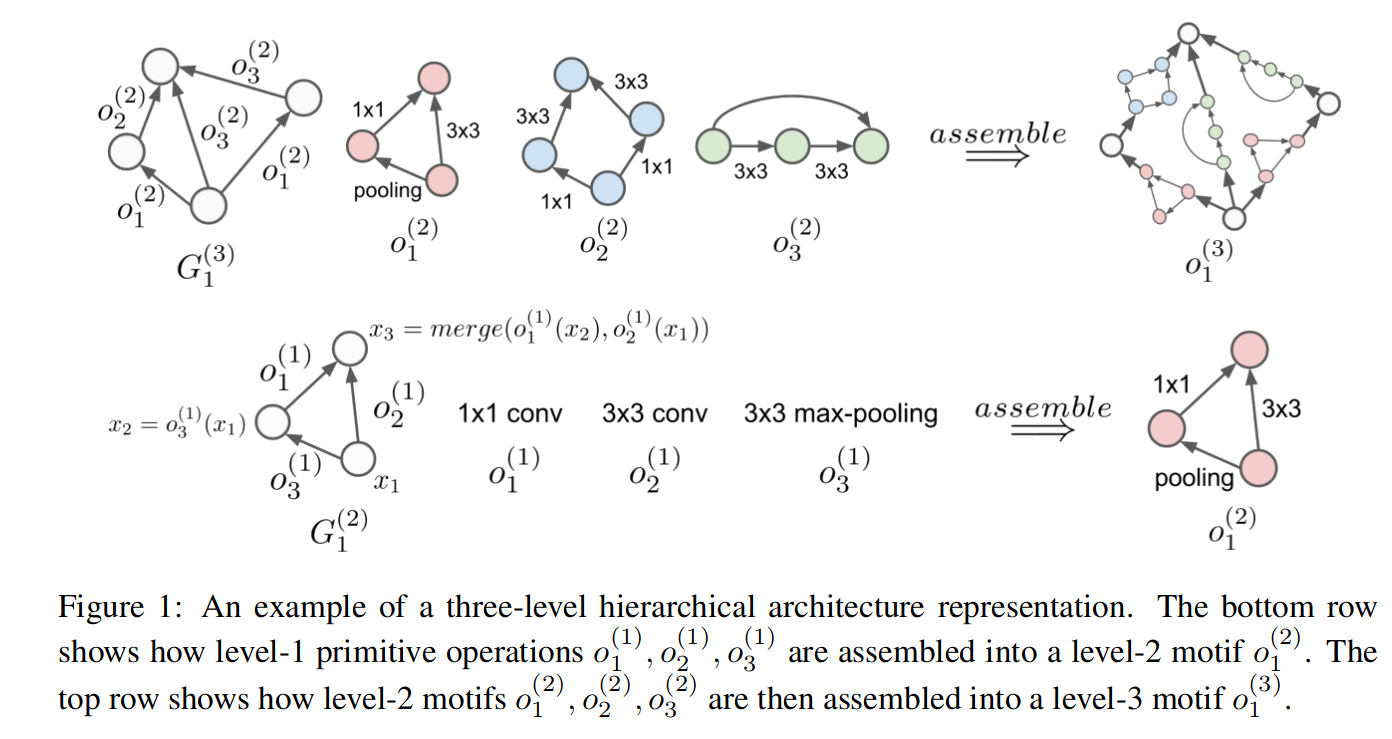 o_3^{(2)}
o_2^{(2)}
o_3^{(2)}
o_1^{(2)}
o_1^{(2)}
G_1^{(3)}
1x1
3x3
pooling
o_1^{(2)}
3x3
3x3
1x1
1x1
o_2^{(2)}
3x3
3x3
o_3^{(2)}
assemble
⟹
o_1^{(3)}
x_3 = merge(o_1^{(1)}(x_2), o_2^{(1)}(x_1))
o_1^{(1)}
x_2 = o_3^{(1)}(x_1)
o_2^{(1)}
o_3^{(1)}
x_1
G_1^{(2)}
1x1 conv
o_1^{(1)}
3x3 conv
o_2^{(1)}
3x3 max-pooling
o_3^{(1)}
assemble
⟹
1x1
3x3
pooling
o_1^{(2)}
Figure 1: An example of a three-level hierarchical architecture representation. The bottom row
shows how level-1 primitive operations o_1^{(1)}, o_2^{(1)}, o_3^{(1)} are assembled into a level-2 motif o_1^{(2)}. The
top row shows how level-2 motifs o_1^{(2)}, o_2^{(2)}, o_3^{(2)} are then assembled into a level-3 motif o_1^{(3)}.